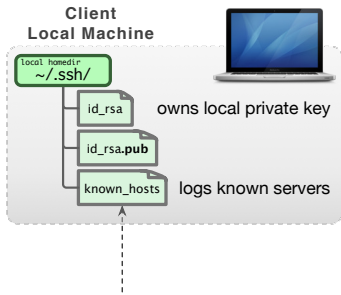 Client
Local Machine
local homedir
~/.ssh/
id_rsa
owns local private key
id_rsa.pub
known_hosts
logs known servers